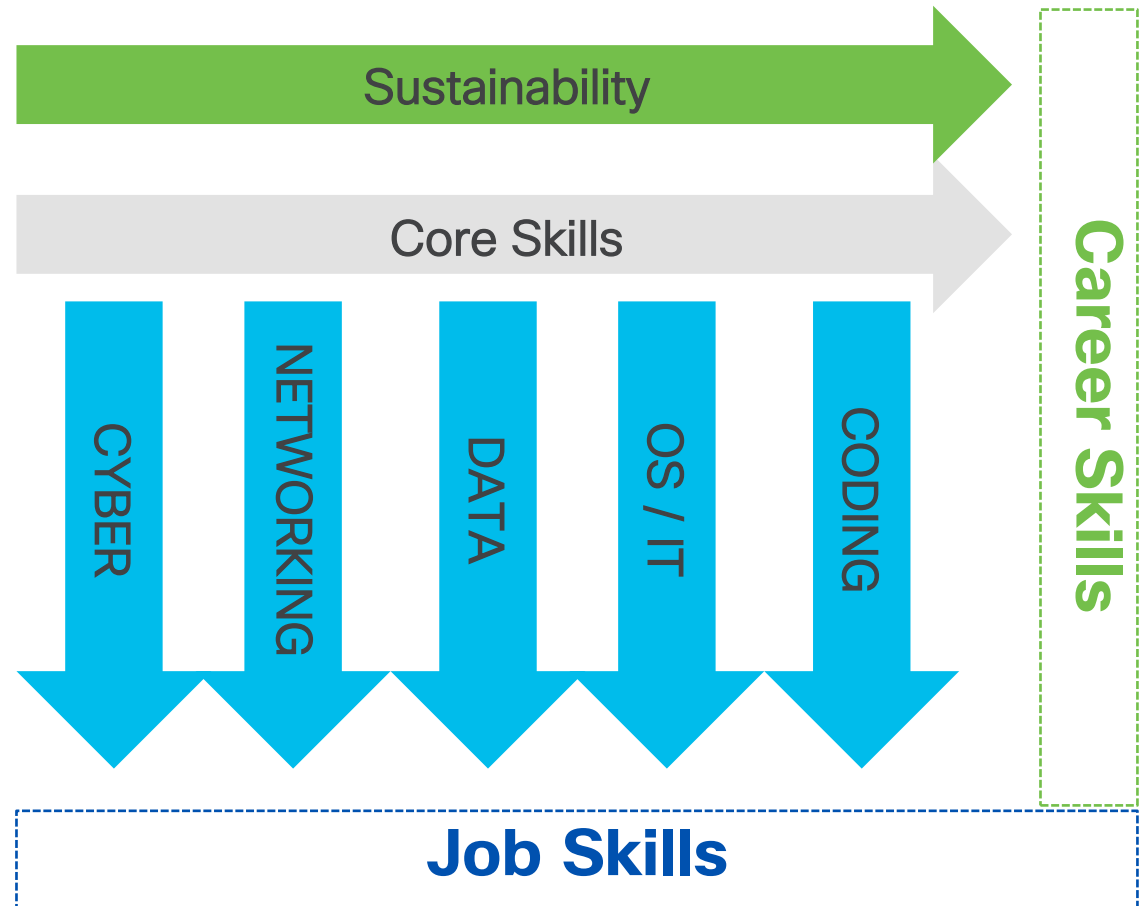 Sustainability
Core Skills
CYBER
NETWORKING
DATA
OS / IT
CODING
Career Skills
Job Skills